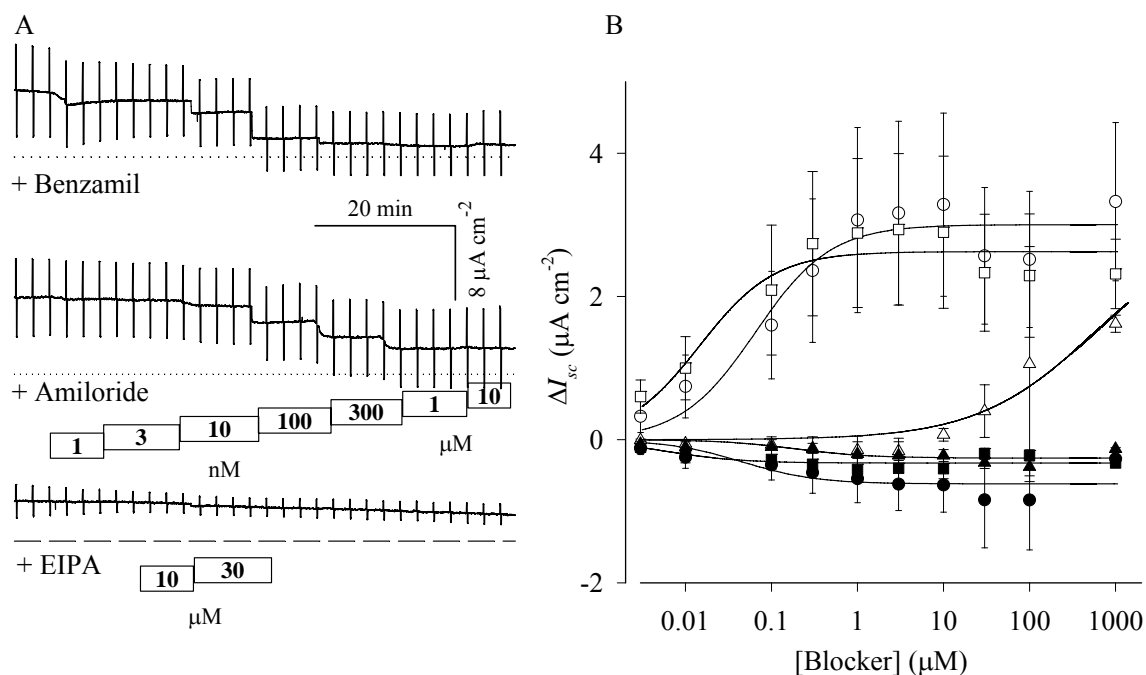 A
+ Benzamil
20 min
8 μA cm-2
+ Amiloride
1 3 10 100 300 1 10
nM μM
+ EIPA
10 30
μM
B
4
2
0
-2
ΔIsc (μA cm-2)
0.01 0.1 1 10 100 1000
[Blocker] (μM)